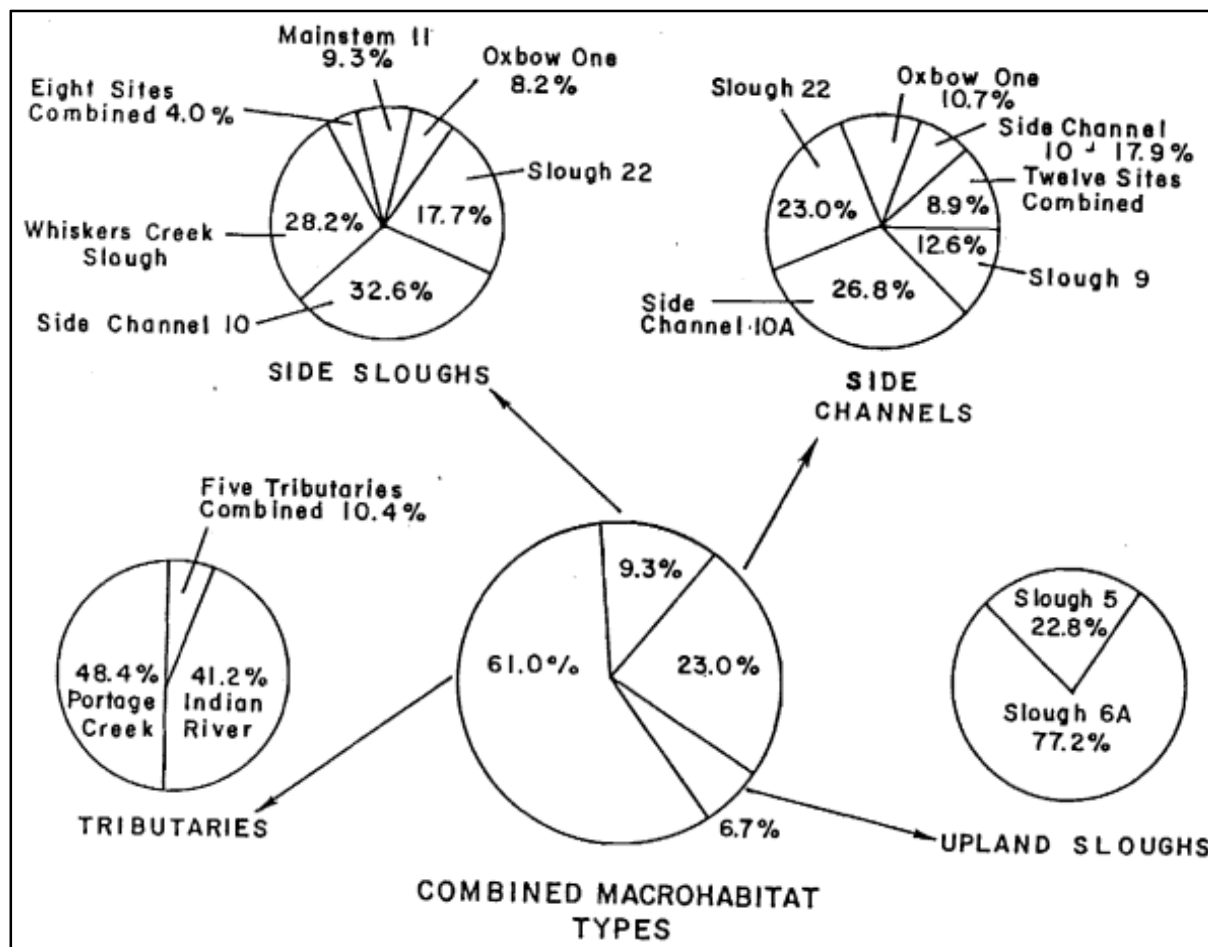 Mainstem 11
9.3%
Oxbow One
8.2%
Eight Sites
Combined 4.0%
Slough 22
17.7%
28.2%
Whiskers Creek
Slough
32.6%
Side Channel 10
SIDE SLOUGHS
Slough 22
Oxbow One
10.7%
Side Channel
10 - 17.9%
Twelve Sites
Combined
8.9%
23.0%
12.6%
Slough 9
26.8%
Side
Channel 10A
SIDE
CHANNELS
Five Tributaries
Combined 10.4%
48.4%
Portage
Creek
41.2%
Indian
River
TRIBUTARIES
9.3%
61.0%
23.0%
6.7%
COMBINED MACROHABITAT
TYPES
Slough 5
22.8%
Slough 6A
77.2%
UPLAND SLOUGHS